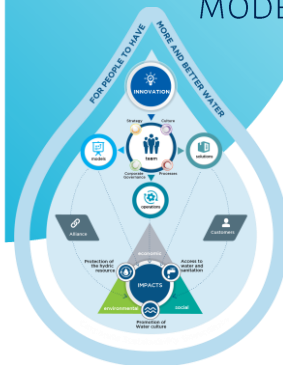 MODE
FOR PEOPLE TO HAVE
MORE AND BETTER WATER
INNOVATION
Strategy
Culture
models
team
solutions
Corporate
Governance
Processes
operators
Alliance
Customers
economic
Protection of
the hydric
resource
Access to
water and
sanitation
IMPACTS
environmental
social
Promotion of
Water culture